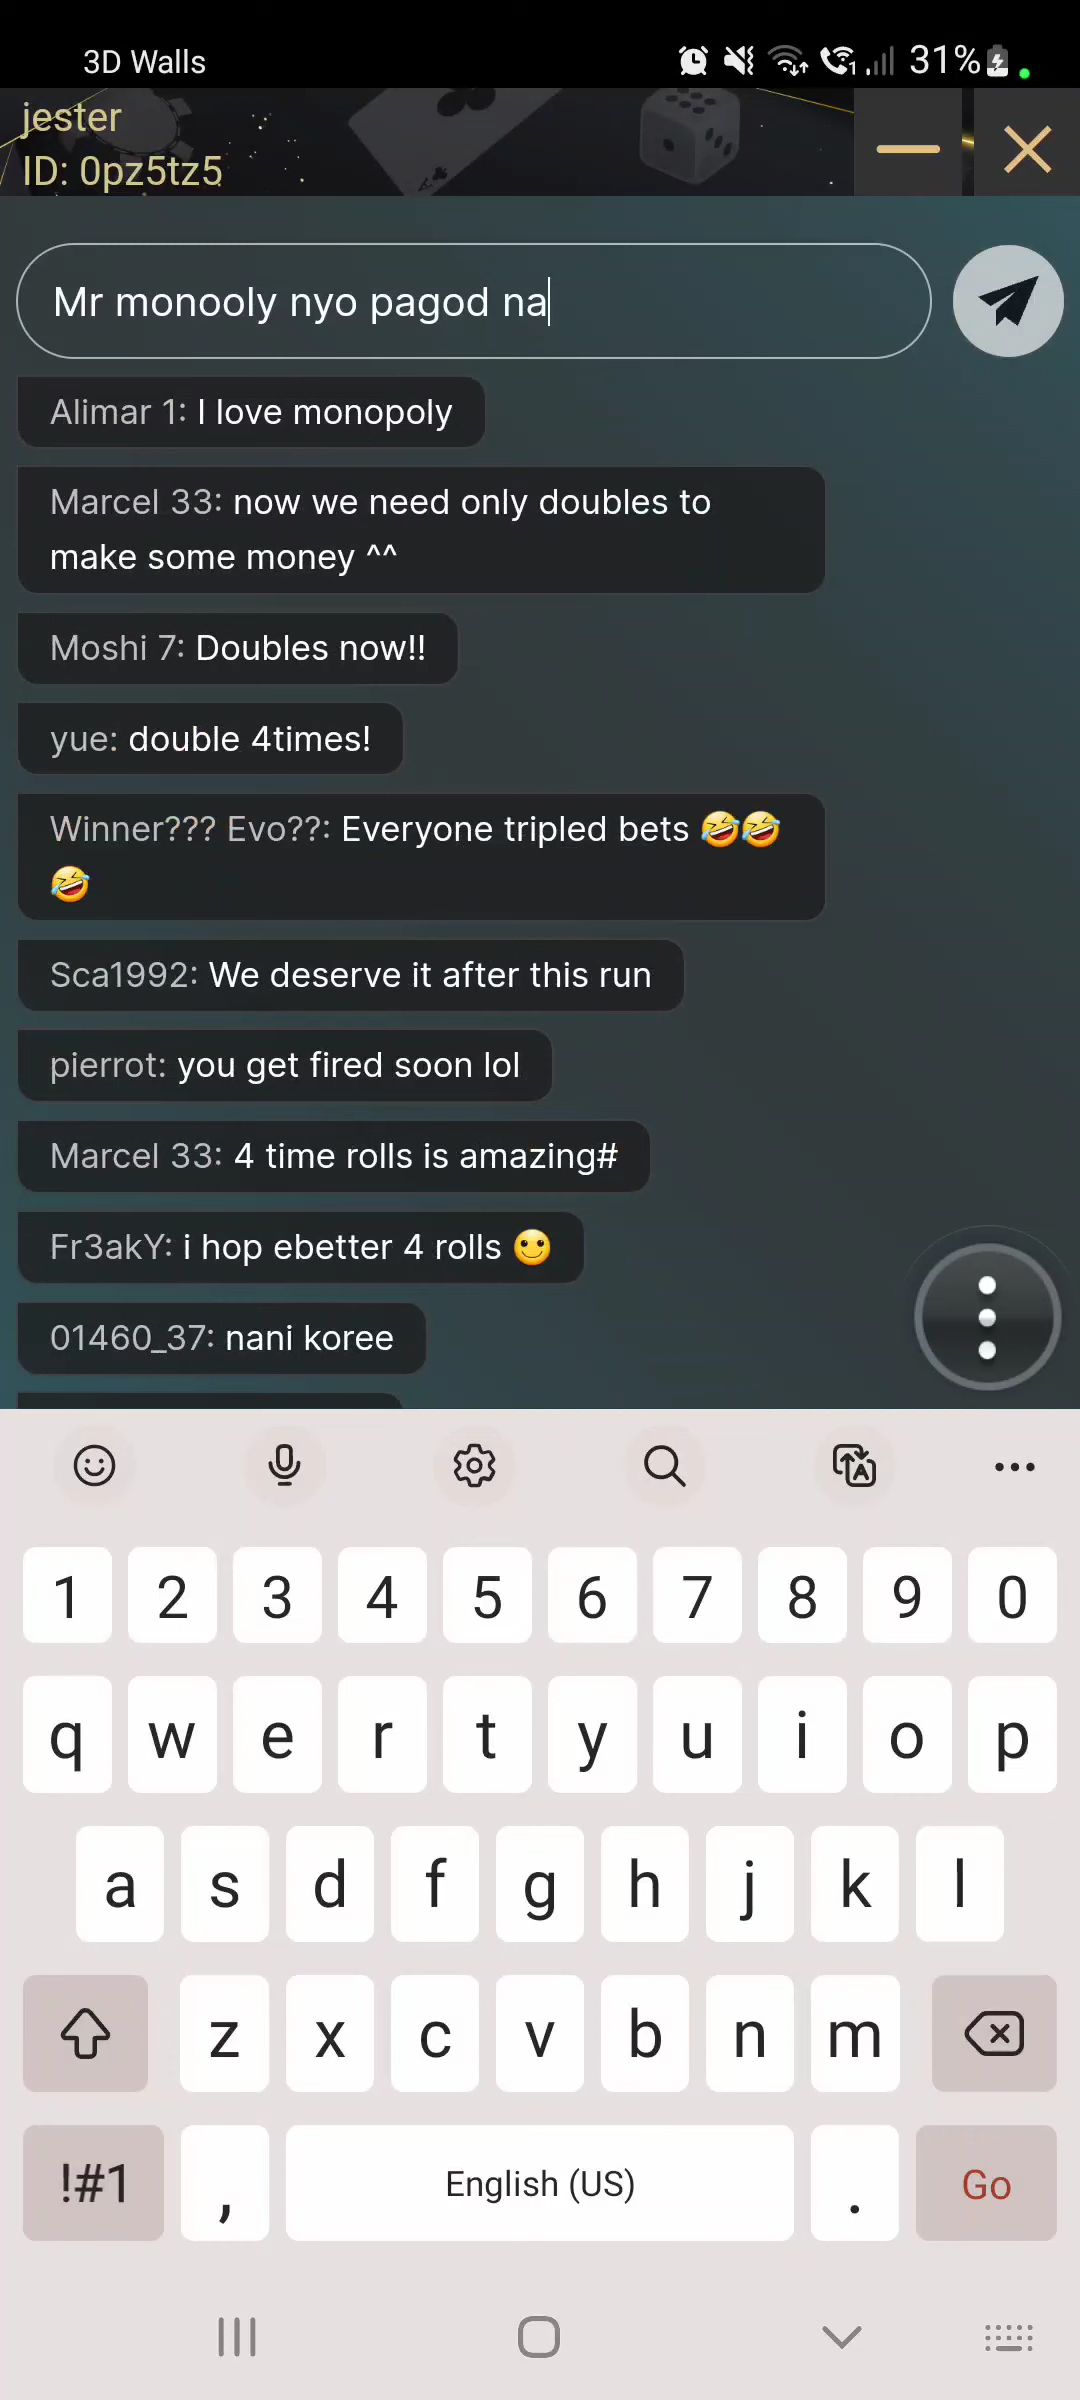 3D Walls
31%
jester
ID: 0pz5tz5
Mr monooly nyo pagod na
Alimar 1: I love monopoly
Marcel 33: now we need only doubles to
make some money ^^
Moshi 7: Doubles now!!
yue: double 4times!
Winner??? Evo??: Everyone tripled bets 🤣🤣
🤣
Sca1992: We deserve it after this run
pierrot: you get fired soon lol
Marcel 33: 4 time rolls is amazing#
Fr3akY: i hop ebetter 4 rolls 🙂
01460_37: nani koree
1 2 3 4 5 6 7 8 9 0
q w e r t y u i o p
a s d f g h j k l
z x c v b n m
!#1 , English (US) . Go